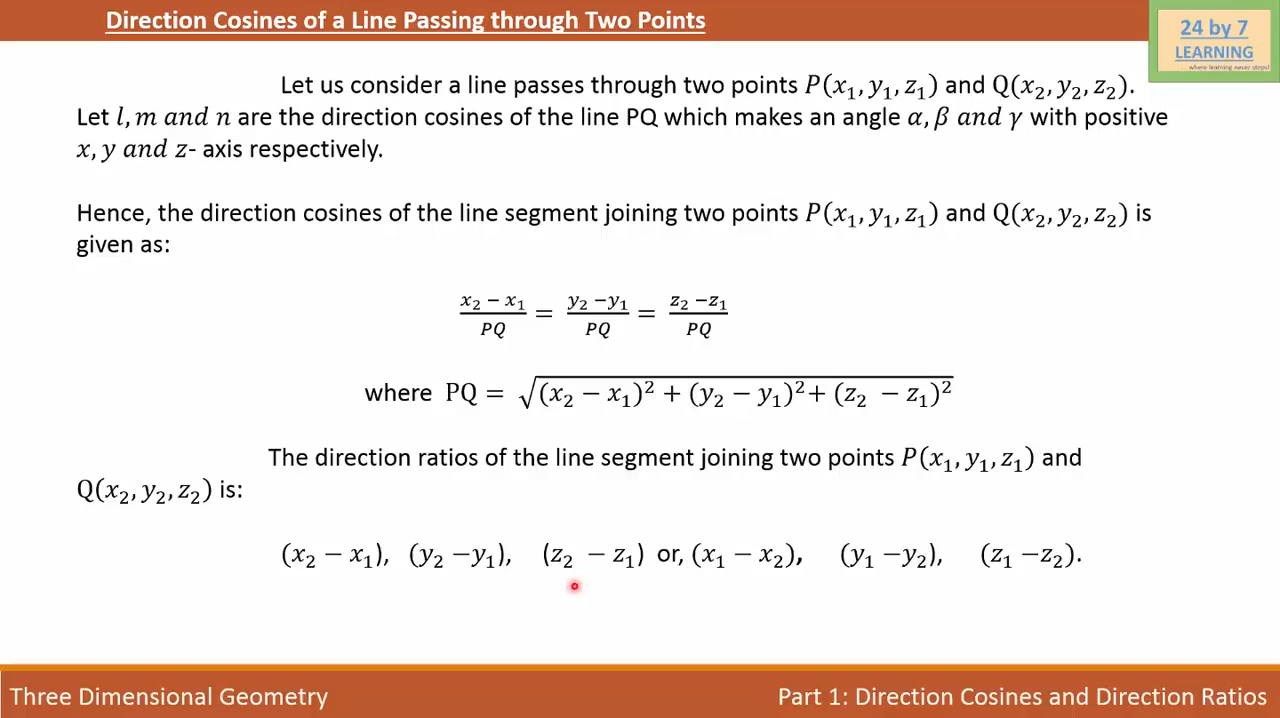 Direction Cosines of a Line Passing through Two Points
24 by 7
LEARNING
...where learning never stops!
Let us consider a line passes through two points P(x₁, y₁, z₁) and Q(x₂, y₂, z₂).
Let l, m and n are the direction cosines of the line PQ which makes an angle α, β and γ with positive
x, y and z- axis respectively.
Hence, the direction cosines of the line segment joining two points P(x₁, y₁, z₁) and Q(x₂, y₂, z₂) is
given as:
(x₂ − x₁)/PQ = (y₂ −y₁)/PQ = (z₂ −z₁)/PQ
where PQ = √((x₂ − x₁)² + (y₂ − y₁)²+ (z₂ − z₁)²)
The direction ratios of the line segment joining two points P(x₁, y₁, z₁) and
Q(x₂, y₂, z₂) is:
(x₂ − x₁), (y₂ −y₁), (z₂ − z₁) or, (x₁ − x₂), (y₁ −y₂), (z₁ −z₂).
Three Dimensional Geometry
Part 1: Direction Cosines and Direction Ratios